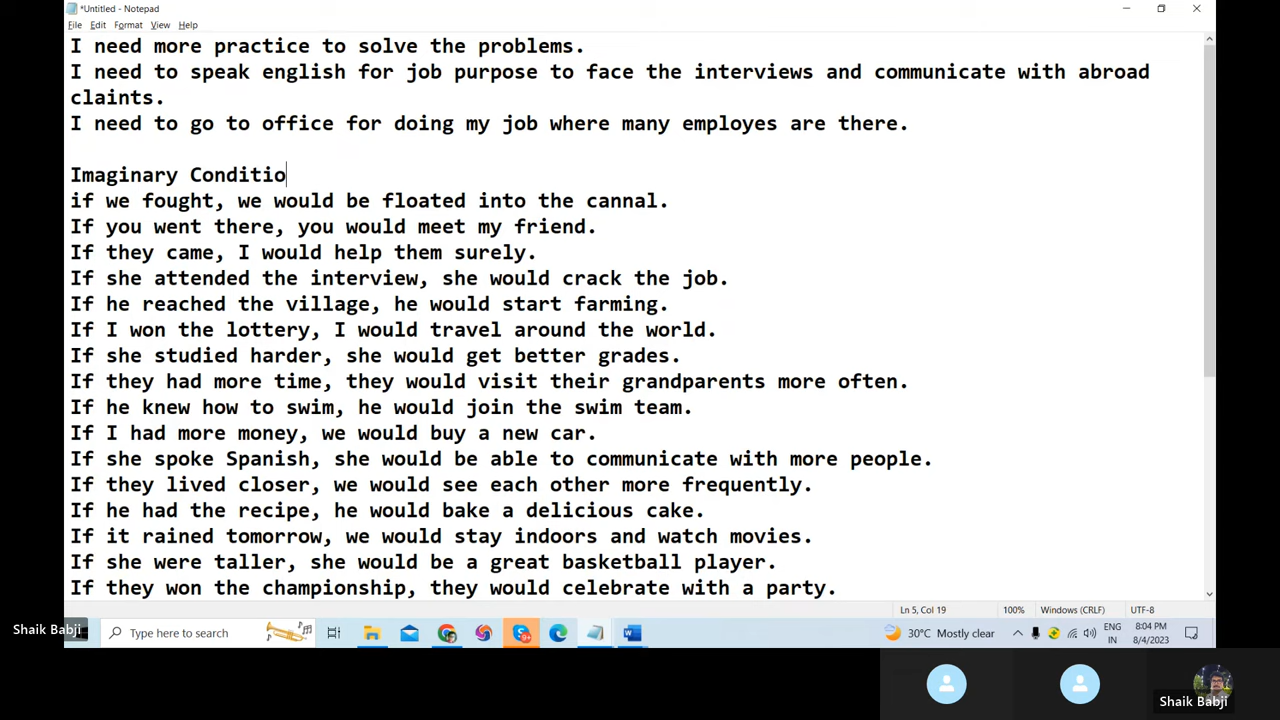 *Untitled - Notepad
File Edit Format View Help
I need more practice to solve the problems.
I need to speak english for job purpose to face the interviews and communicate with abroad
claints.
I need to go to office for doing my job where many employes are there.
Imaginary Conditio
if we fought, we would be floated into the cannal.
If you went there, you would meet my friend.
If they came, I would help them surely.
If she attended the interview, she would crack the job.
If he reached the village, he would start farming.
If I won the lottery, I would travel around the world.
If she studied harder, she would get better grades.
If they had more time, they would visit their grandparents more often.
If he knew how to swim, he would join the swim team.
If I had more money, we would buy a new car.
If she spoke Spanish, she would be able to communicate with more people.
If they lived closer, we would see each other more frequently.
If he had the recipe, he would bake a delicious cake.
If it rained tomorrow, we would stay indoors and watch movies.
If she were taller, she would be a great basketball player.
If they won the championship, they would celebrate with a party.
Ln 5, Col 19 100% Windows (CRLF) UTF-8
Shaik Babji
Type here to search
30°C Mostly clear
ENG
IN
8:04 PM
8/4/2023
Shaik Babji